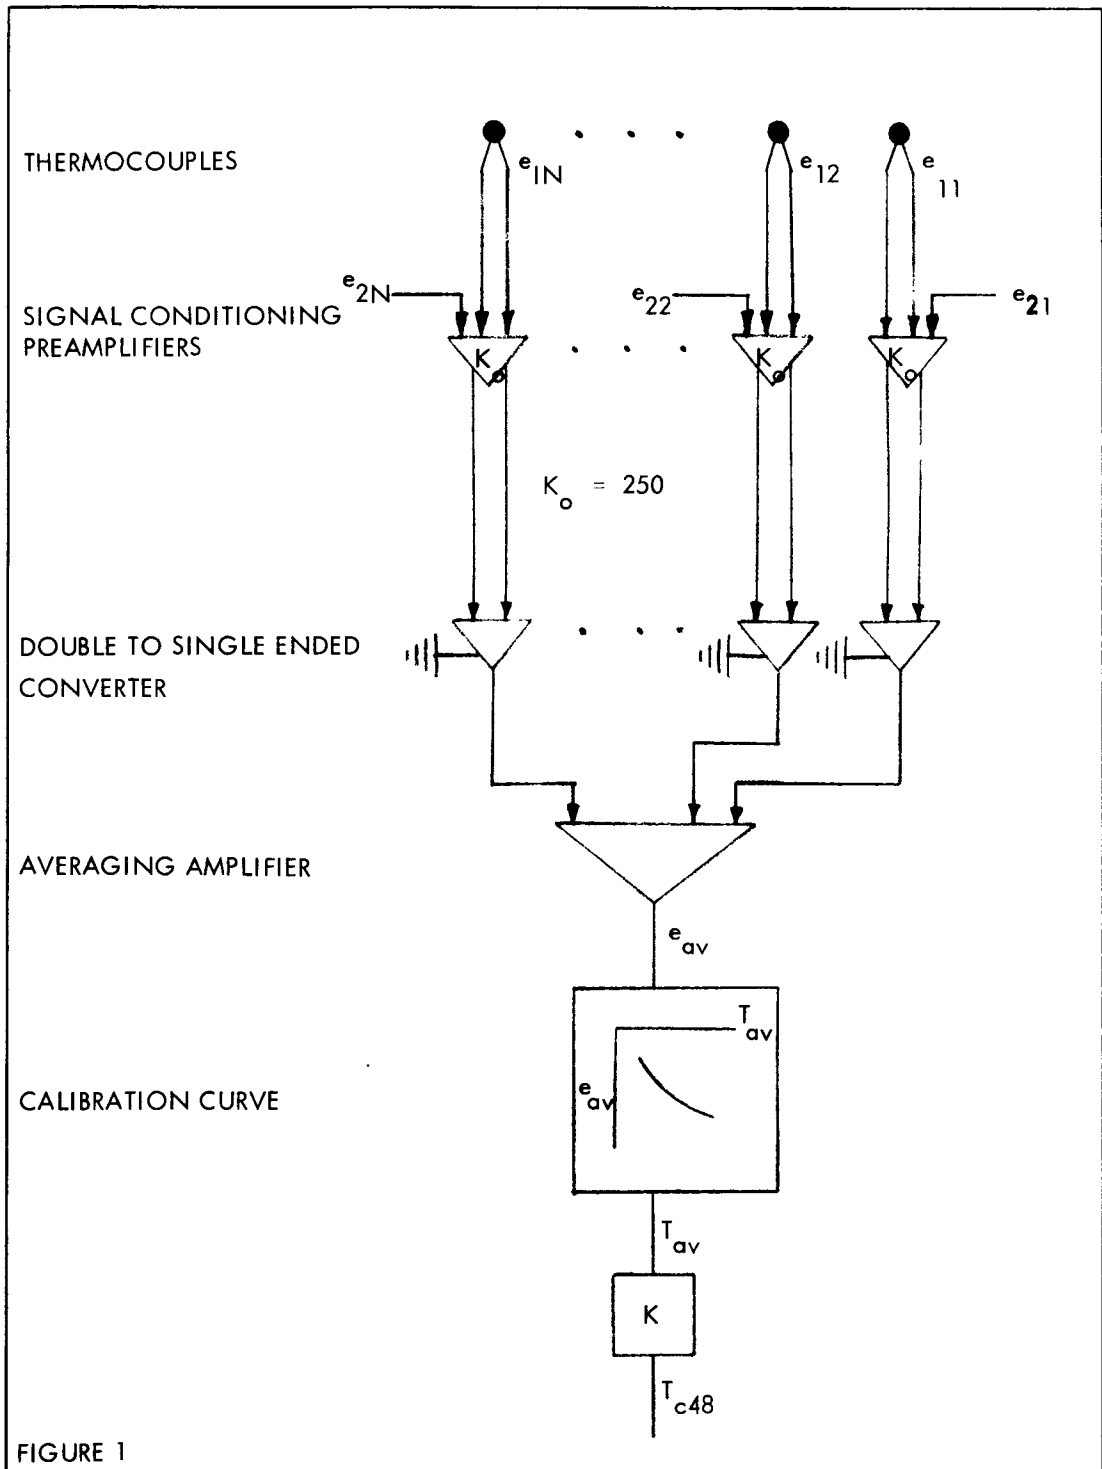 THERMOCOUPLES
e1N
e12
e11
e2N
e22
e21
SIGNAL CONDITIONING
PREAMPLIFIERS
Ko
Ko
Ko
Ko = 250
DOUBLE TO SINGLE ENDED
CONVERTER
AVERAGING AMPLIFIER
eav
Tav
eav
CALIBRATION CURVE
Tav
K
Tc48
FIGURE 1